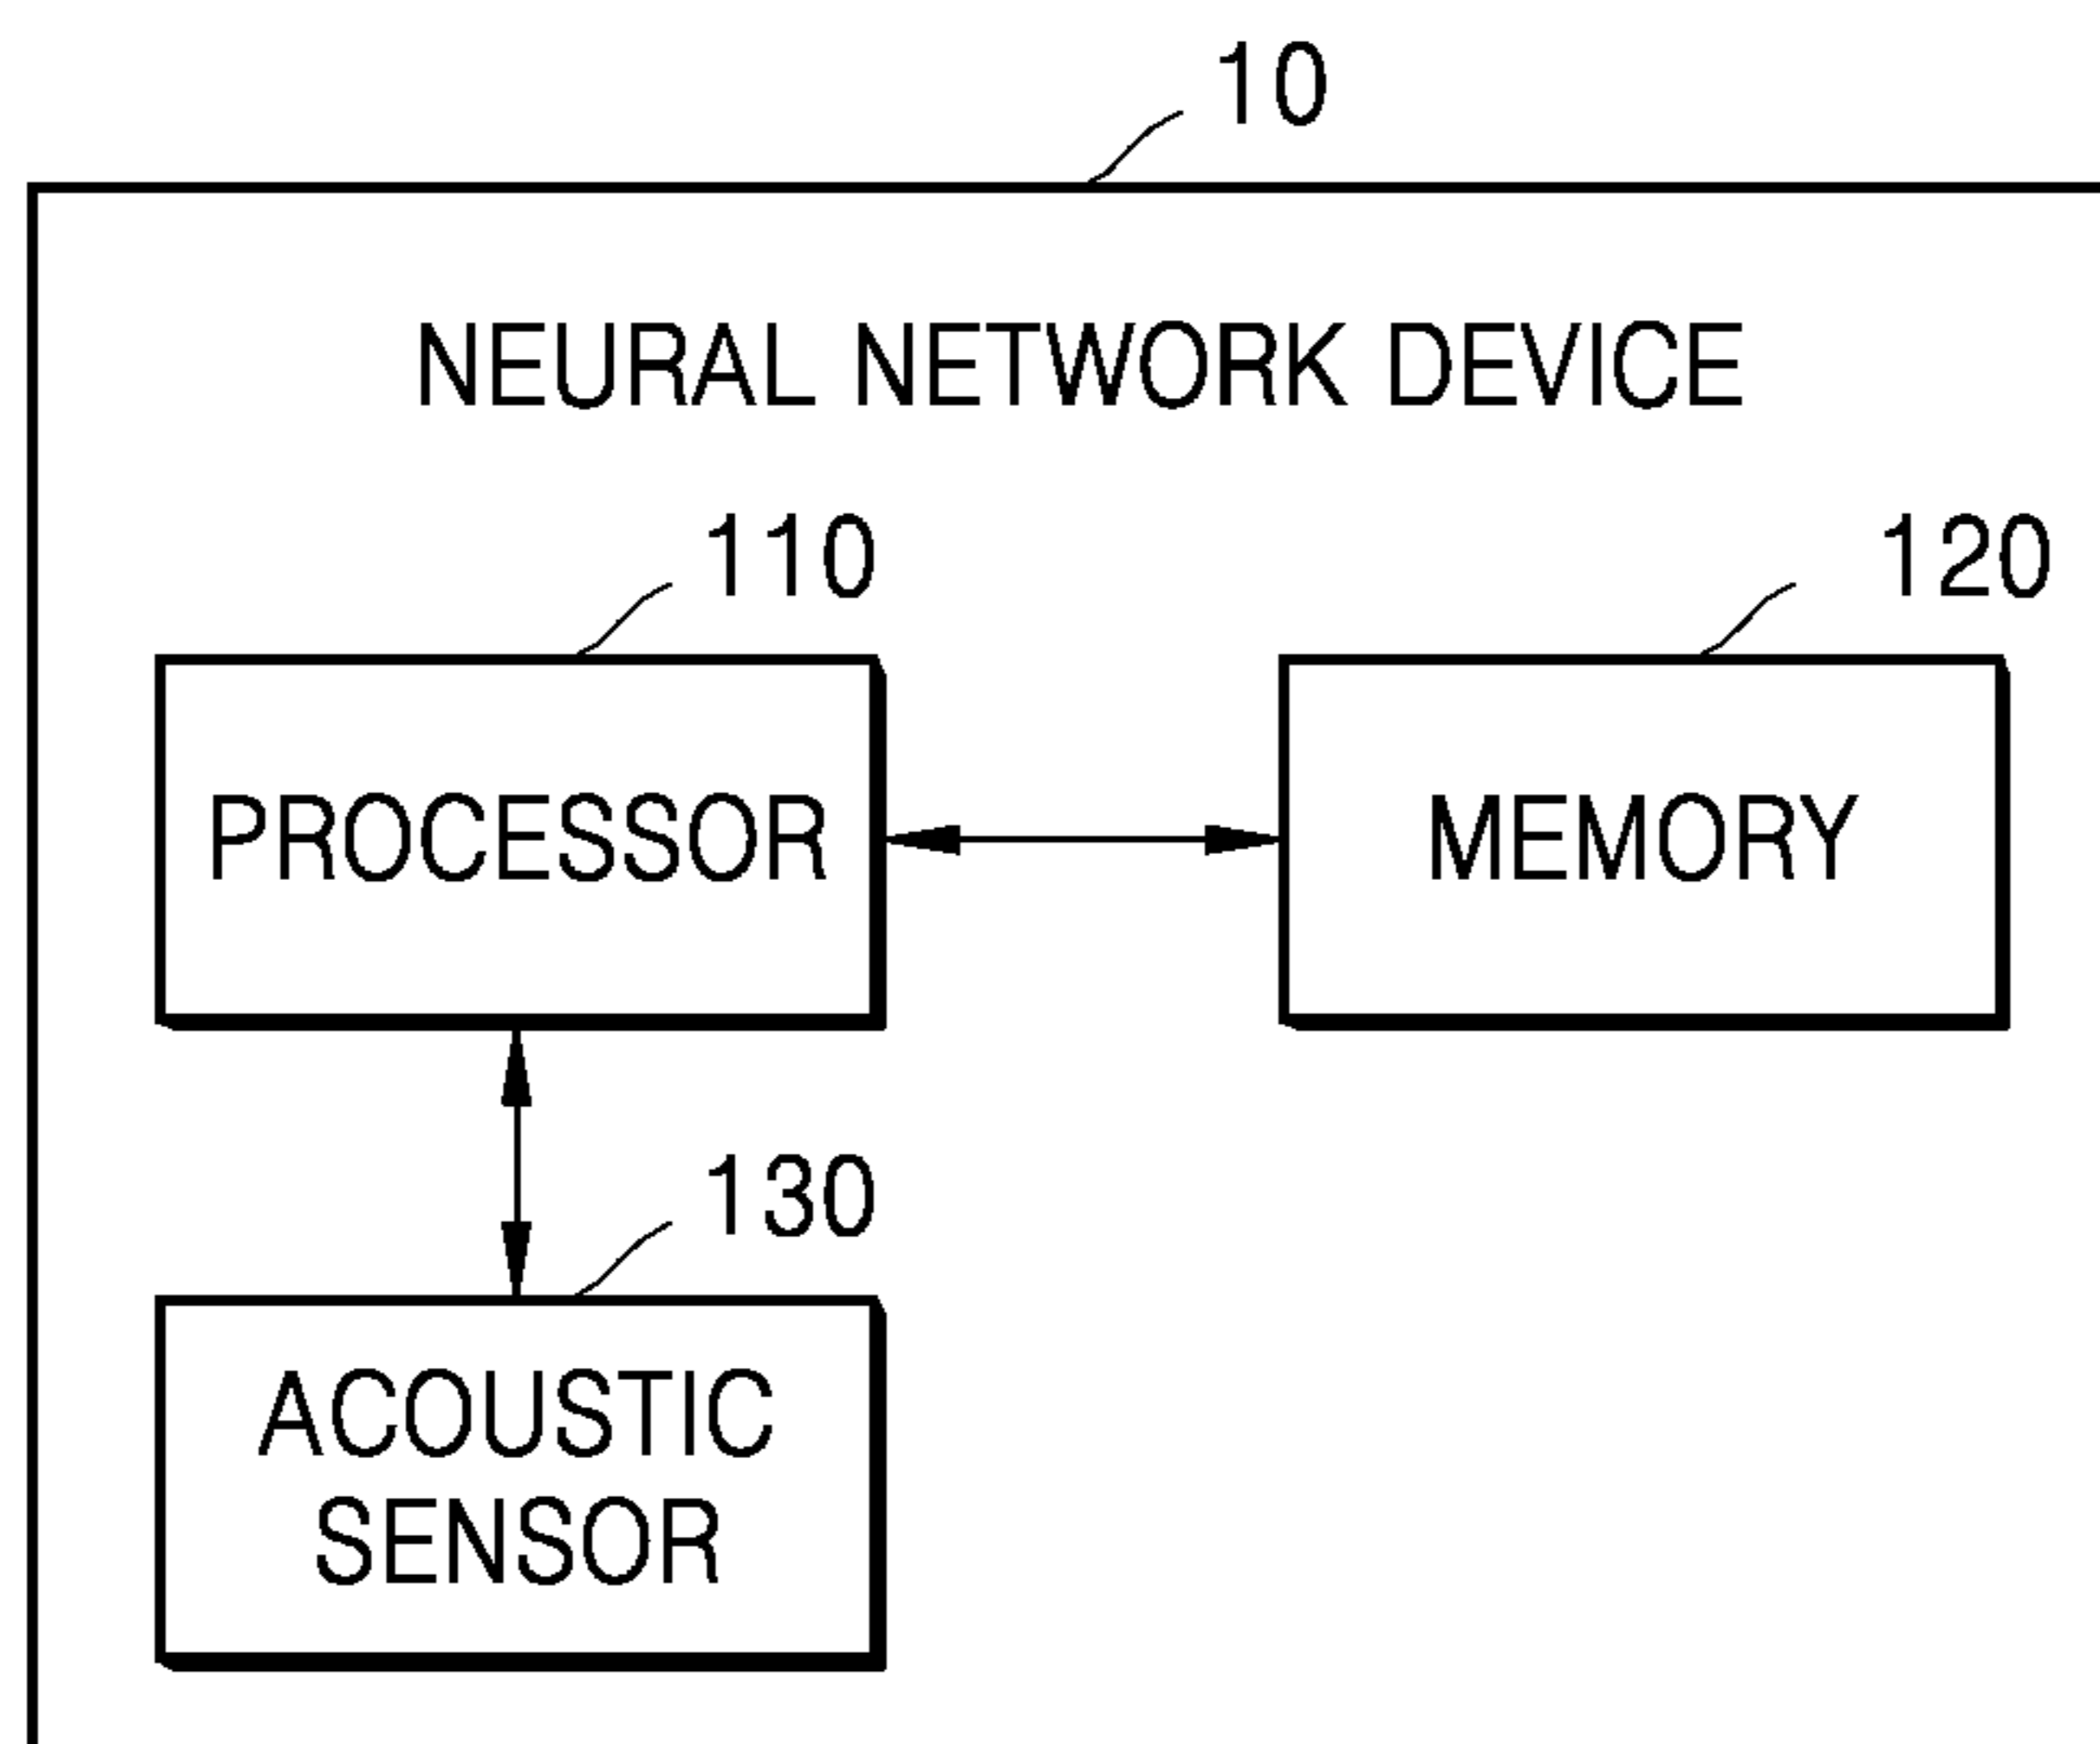 10
NEURAL NETWORK DEVICE
110
120
PROCESSOR
MEMORY
130
ACOUSTIC
SENSOR